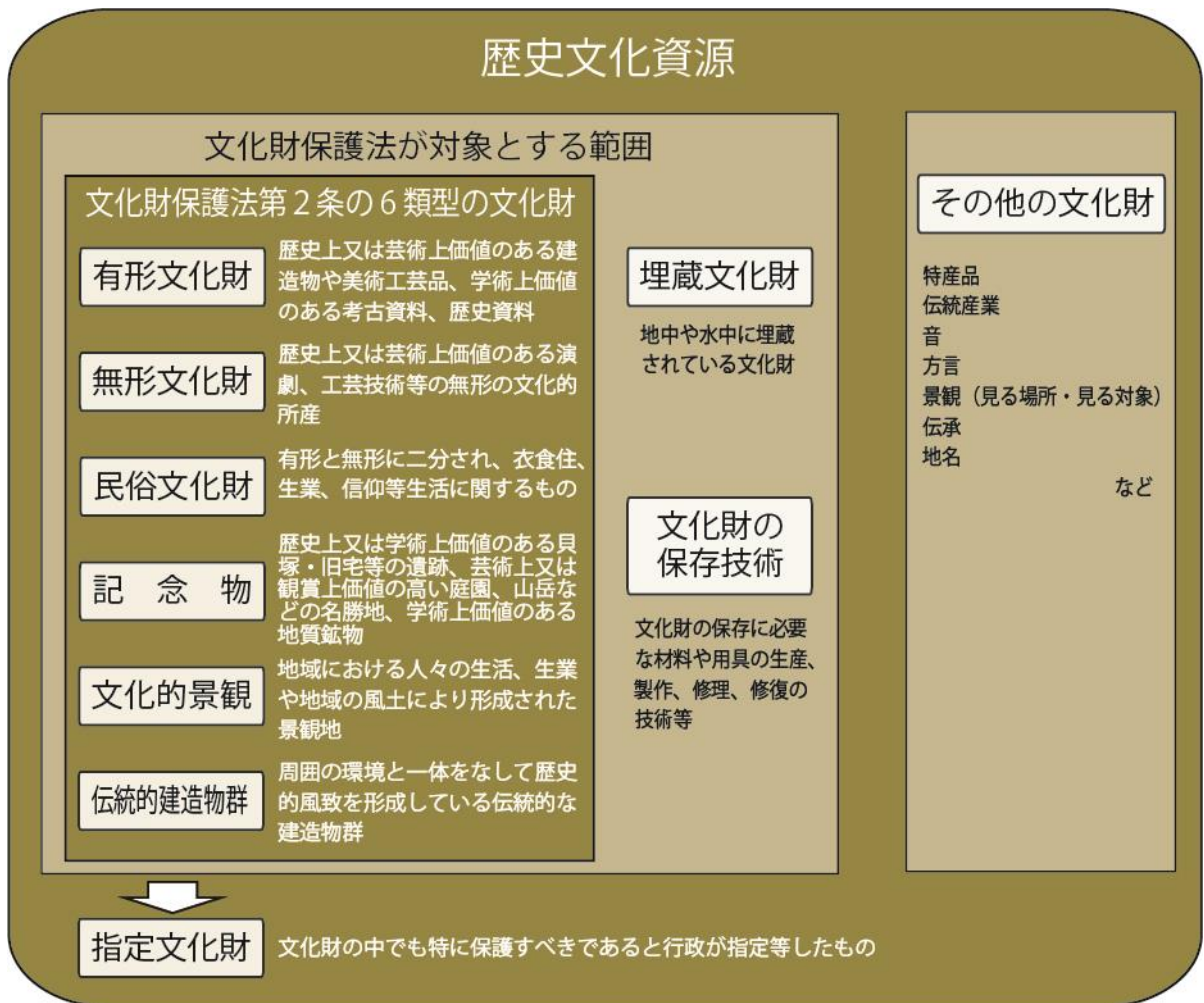 歴史文化資源
文化財保護法が対象とする範囲
文化財保護法第２条の６類型の文化財
有形文化財
歴史上又は芸術上価値のある建
造物や美術工芸品、学術上価値
のある考古資料、歴史資料
無形文化財
歴史上又は芸術上価値のある演
劇、工芸技術等の無形の文化的
所産
民俗文化財
有形と無形に二分され、衣食住、
生業、信仰等生活に関するもの
記　念　物
歴史上又は学術上価値のある貝
塚・旧宅等の遺跡、芸術上又は
観賞上価値の高い庭園、山岳な
どの名勝地、学術上価値のある
地質鉱物
文化的景観
地域における人々の生活、生業
や地域の風土により形成された
景観地
伝統的建造物群
周囲の環境と一体をなして歴史
的風致を形成している伝統的な
建造物群
埋蔵文化財
地中や水中に埋蔵
されている文化財
文化財の
保存技術
文化財の保存に必要
な材料や用具の生産、
製作、修理、修復の
技術等
その他の文化財
特産品
伝統産業
音
方言
景観（見る場所・見る対象）
伝承
地名
など
指定文化財
文化財の中でも特に保護すべきであると行政が指定等したもの